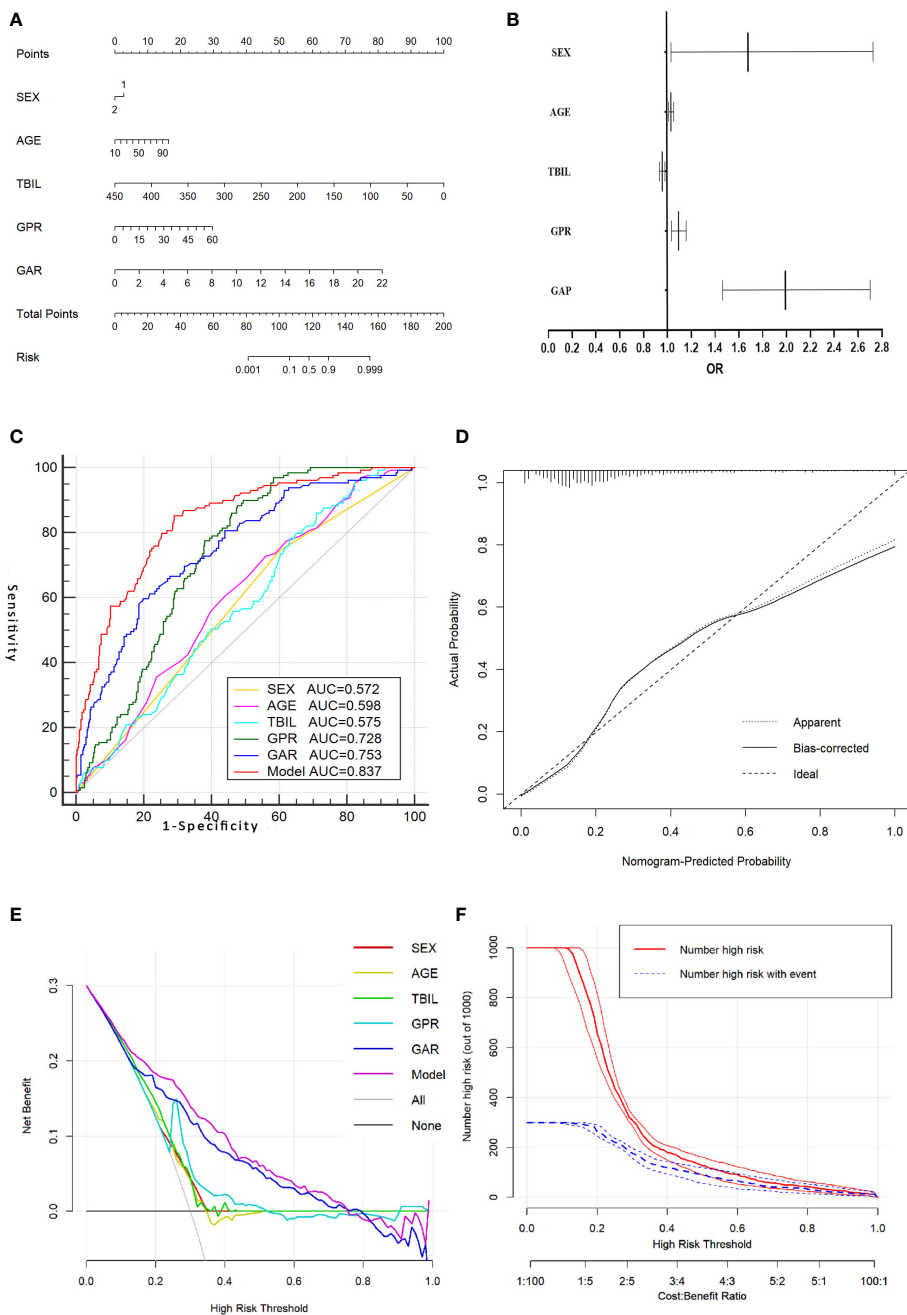 A
Points
0 10 20 30 40 50 60 70 80 90 100
SEX
1
2
AGE
10 50 90
TBIL
450 400 350 300 250 200 150 100 50 0
GPR
0 15 30 45 60
GAR
0 2 4 6 8 10 12 14 16 18 20 22
Total Points
0 20 40 60 80 100 120 140 160 180 200
Risk
0.001 0.1 0.5 0.9 0.999
B
SEX
AGE
TBIL
GPR
GAP
0.0 0.2 0.4 0.6 0.8 1.0 1.2 1.4 1.6 1.8 2.0 2.2 2.4 2.6 2.8
OR
C
Sensitivity
100
80
60
40
20
0
SEX AUC=0.572
AGE AUC=0.598
TBIL AUC=0.575
GPR AUC=0.728
GAR AUC=0.753
Model AUC=0.837
0 20 40 60 80 100
1-Specificity
D
Actual Probability
1.0
0.8
0.6
0.4
0.2
0.0
Apparent
Bias-corrected
Ideal
0.0 0.2 0.4 0.6 0.8 1.0
Nomogram-Predicted Probability
E
Net Benefit
0.3
0.2
0.1
0.0
SEX
AGE
TBIL
GPR
GAR
Model
All
None
0.0 0.2 0.4 0.6 0.8 1.0
High Risk Threshold
F
Number high risk (out of 1000)
1000
800
600
400
200
0
Number high risk
Number high risk with event
0.0 0.2 0.4 0.6 0.8 1.0
High Risk Threshold
1:100 1:5 2:5 3:4 4:3 5:2 5:1 100:1
Cost:Benefit Ratio